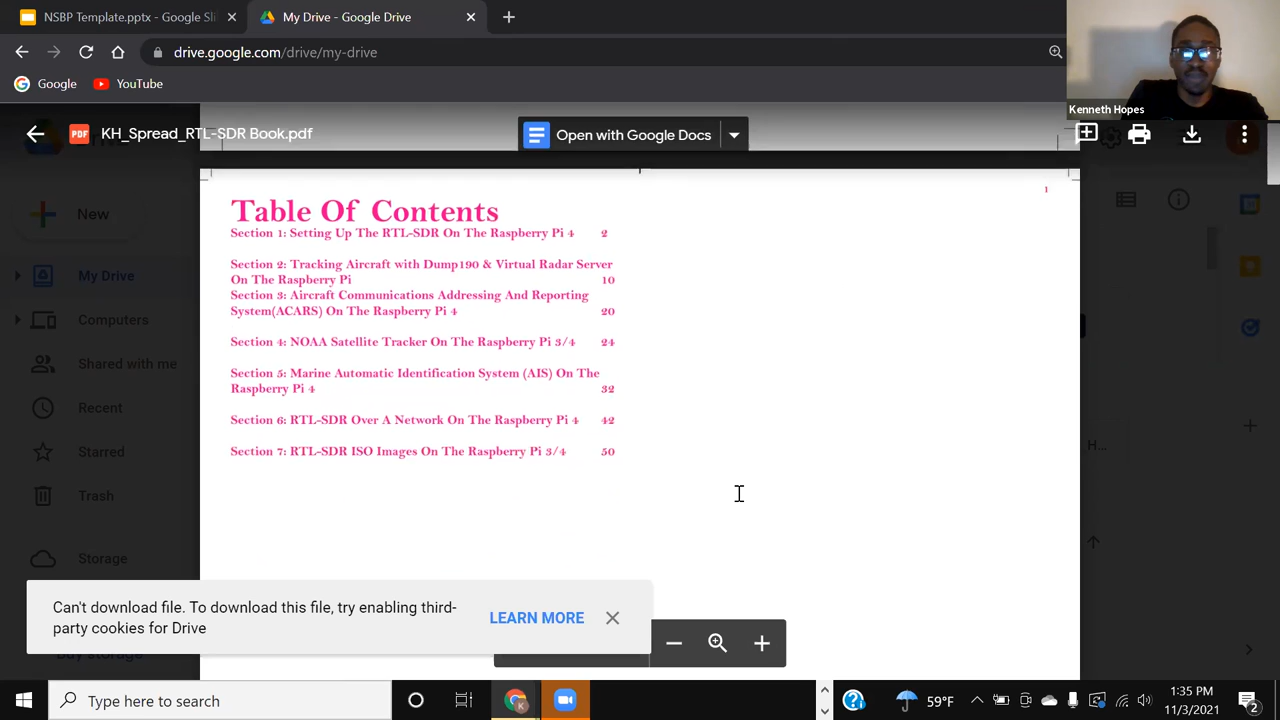 NSBP Template.pptx - Google Sli
My Drive - Google Drive
drive.google.com/drive/my-drive
Google
YouTube
Kenneth Hopes
PDF
KH_Spread_RTL-SDR Book.pdf
Open with Google Docs
New
My Drive
Computers
Shared with me
Recent
Starred
Trash
Storage
1
Table Of Contents
Section 1: Setting Up The RTL-SDR On The Raspberry Pi 4 2
Section 2: Tracking Aircraft with Dump190 & Virtual Radar Server
On The Raspberry Pi 10
Section 3: Aircraft Communications Addressing And Reporting
System(ACARS) On The Raspberry Pi 4 20
Section 4: NOAA Satellite Tracker On The Raspberry Pi 3/4 24
Section 5: Marine Automatic Identification System (AIS) On The
Raspberry Pi 4 32
Section 6: RTL-SDR Over A Network On The Raspberry Pi 4 42
Section 7: RTL-SDR ISO Images On The Raspberry Pi 3/4 50
H...
Can't download file. To download this file, try enabling third-
party cookies for Drive
LEARN MORE
Buy storage
Type here to search
59°F
1:35 PM
11/3/2021
2